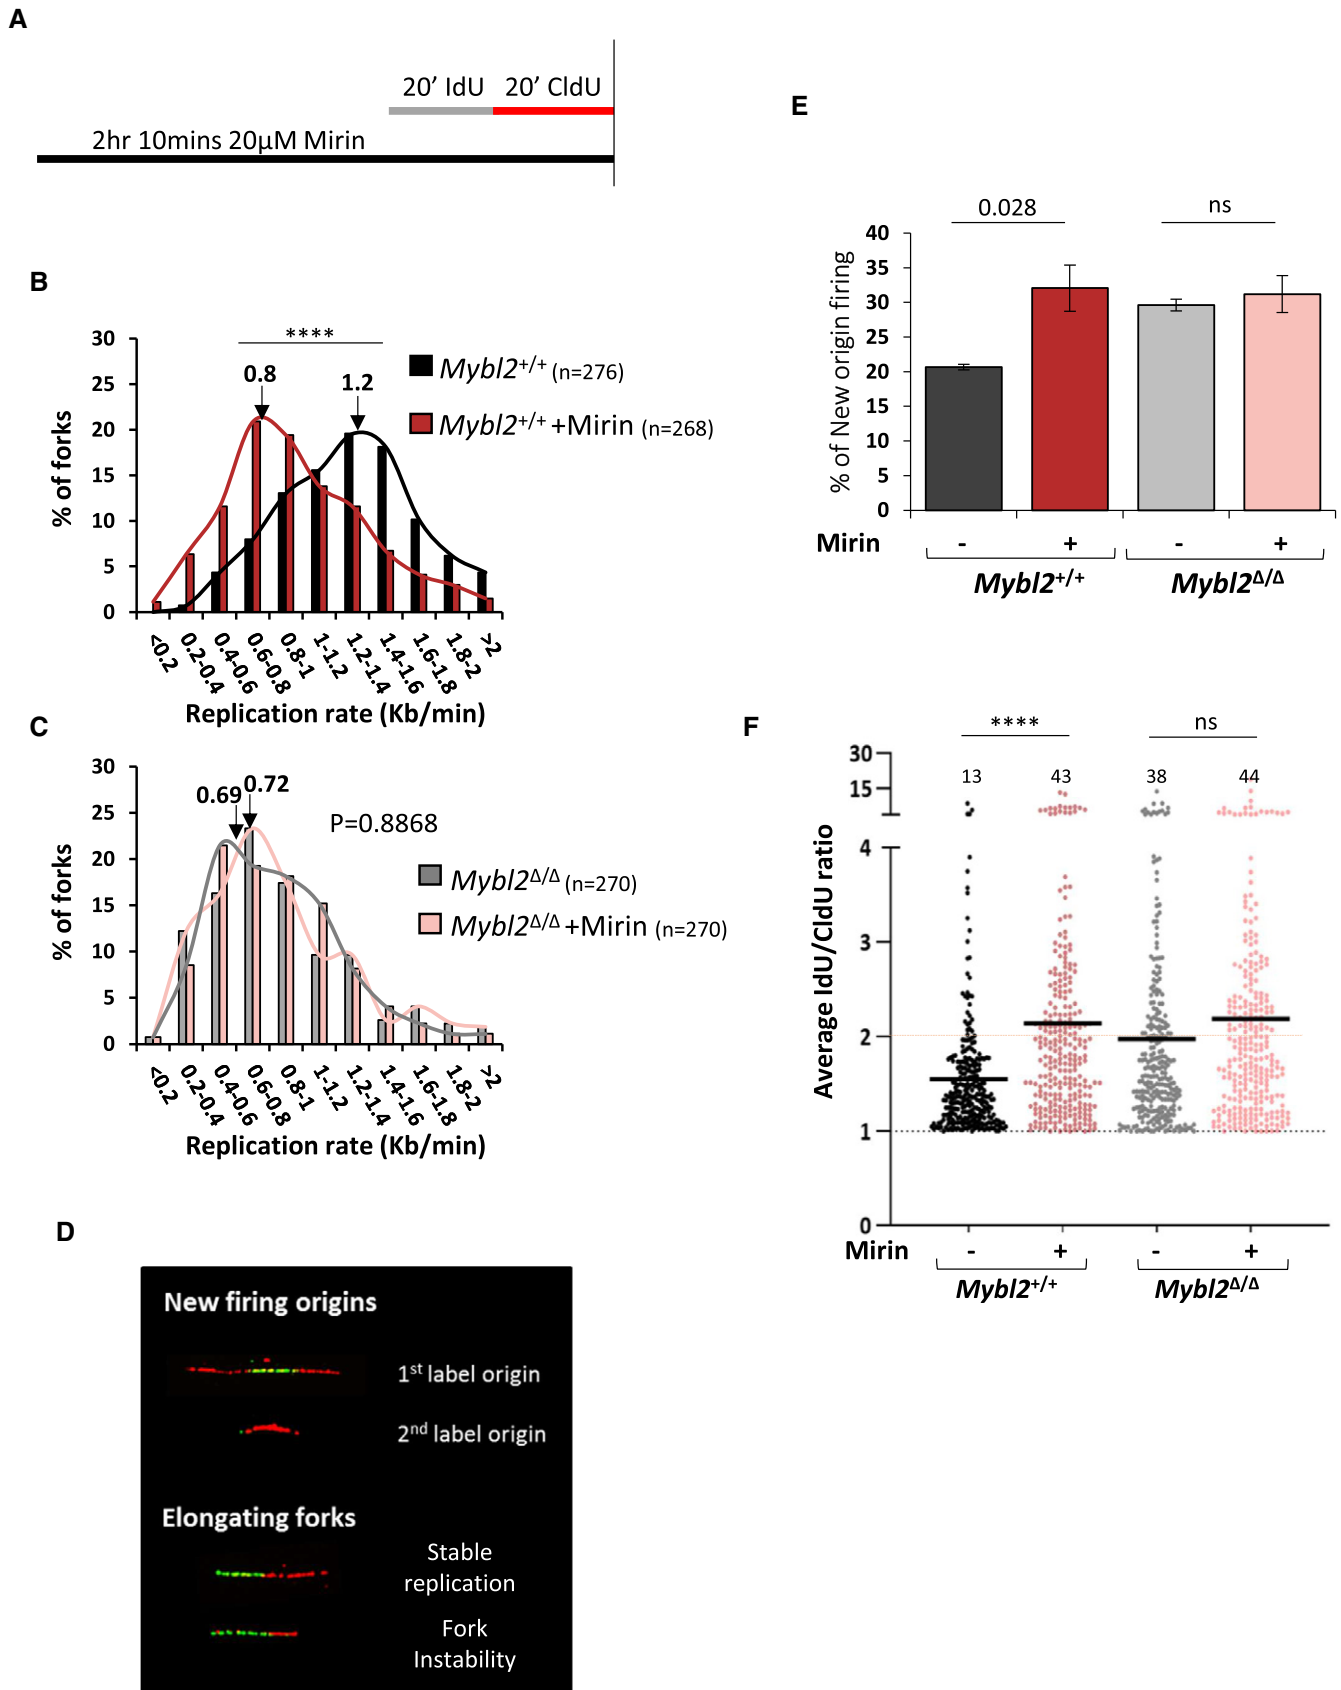 A
20’ IdU 20’ CldU
2hr 10mins 20µM Mirin
B
% of forks
30
25
20
15
10
5
0
****
0.8
1.2
Mybl2+/+ (n=276)
Mybl2+/+ +Mirin (n=268)
<0.2
0.2-0.4
0.4-0.6
0.6-0.8
0.8-1
1-1.2
1.2-1.4
1.4-1.6
1.6-1.8
1.8-2
>2
Replication rate (Kb/min)
C
% of forks
30
25
20
15
10
5
0
0.69
0.72
P=0.8868
Mybl2Δ/Δ (n=270)
Mybl2Δ/Δ +Mirin (n=270)
<0.2
0.2-0.4
0.4-0.6
0.6-0.8
0.8-1
1-1.2
1.2-1.4
1.4-1.6
1.6-1.8
1.8-2
>2
Replication rate (Kb/min)
D
New firing origins
1st label origin
2nd label origin
Elongating forks
Stable
replication
Fork
Instability
E
% of New origin firing
40
35
30
25
20
15
10
5
0
0.028
ns
Mirin - + - +
Mybl2+/+ Mybl2Δ/Δ
F
Average IdU/CldU ratio
30
15
4
3
2
1
0
****
ns
13 43 38 44
Mirin - + - +
Mybl2+/+ Mybl2Δ/Δ